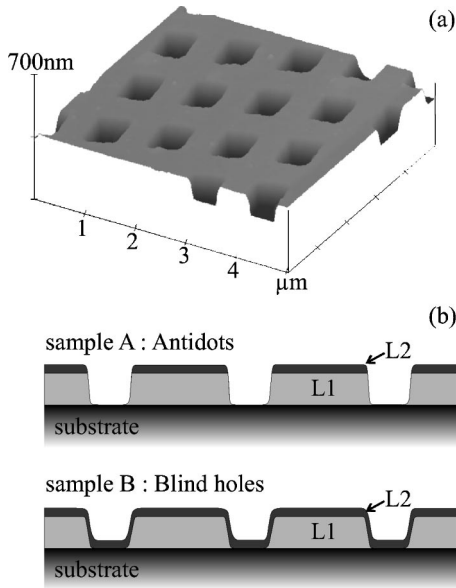 (a)
700nm
1
2
3
4
µm
(b)
sample A : Antidots
L2
L1
substrate
sample B : Blind holes
L2
L1
substrate